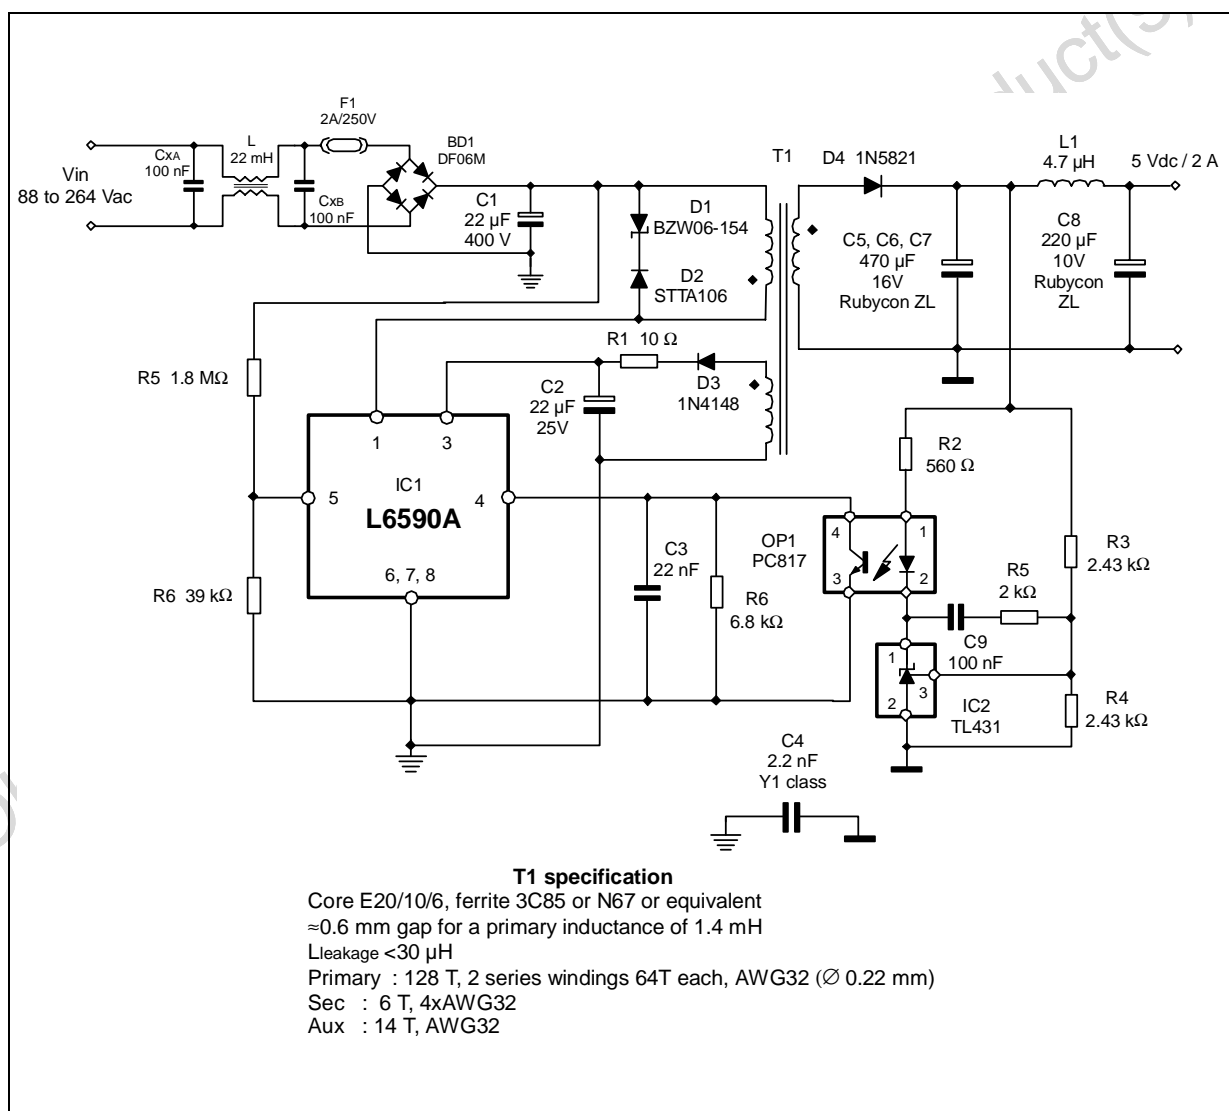 duct(s)
F1
2A/250V
BD1
DF06M
L
22 mH
CXA
100 nF
CXB
100 nF
Vin
88 to 264 Vac
C1
22 µF
400 V
D1
BZW06-154
D2
STTA106
T1
D4 1N5821
L1
4.7 µH
5 Vdc / 2 A
C5, C6, C7
470 µF
16V
Rubycon ZL
C8
220 µF
10V
Rubycon
ZL
R1 10 Ω
D3
1N4148
C2
22 µF
25V
R5 1.8 MΩ
1
3
IC1
L6590A
5
4
6, 7, 8
R6 39 kΩ
C3
22 nF
R6
6.8 kΩ
OP1
PC817
4
1
3
2
R2
560 Ω
R3
2.43 kΩ
R5
2 kΩ
C9
100 nF
1
3
2
IC2
TL431
R4
2.43 kΩ
C4
2.2 nF
Y1 class
T1 specification
Core E20/10/6, ferrite 3C85 or N67 or equivalent
≈0.6 mm gap for a primary inductance of 1.4 mH
Lleakage <30 µH
Primary : 128 T, 2 series windings 64T each, AWG32 (∅ 0.22 mm)
Sec : 6 T, 4xAWG32
Aux : 14 T, AWG32